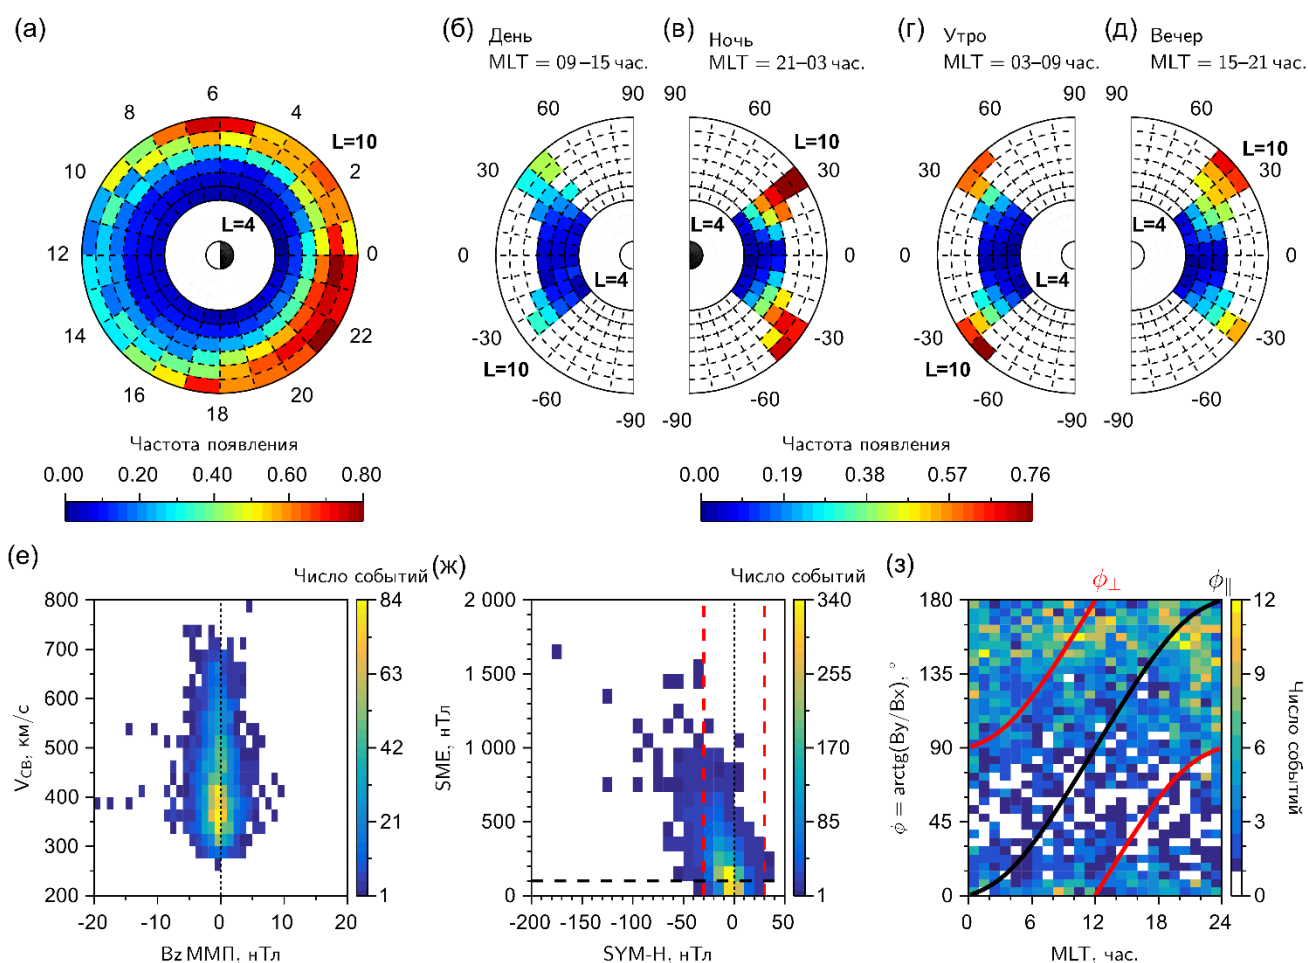 (а)
6
8
4
10
L=10
2
12
L=4
0
14
22
16
20
18
Частота появления
0.00 0.20 0.40 0.60 0.80
(б) День
MLT = 09–15 час.
90
60
30
0
L=4
-30
L=10
-60
-90
(в) Ночь
MLT = 21–03 час.
90
60
L=10
30
L=4
0
-30
-60
-90
(г) Утро
MLT = 03–09 час.
90
60
30
0
L=4
-30
L=10
-60
-90
(д) Вечер
MLT = 15–21 час.
90
60
L=10
30
L=4
0
-30
-60
-90
Частота появления
0.00 0.19 0.38 0.57 0.76
(е)
Число событий
800
700
600
500
400
300
200
V_СВ, км/с
-20 -10 0 10 20
Bz ММП, нТл
84
63
42
21
1
(ж)
Число событий
2 000
1 500
1 000
500
0
SME, нТл
-200 -150 -100 -50 0 50
SYM-H, нТл
340
255
170
85
1
(з)
ϕ⊥
ϕ∥
180
135
90
45
0
ϕ = arctg(By/Bx), °
0 6 12 18 24
MLT, час.
12
9
6
3
0
Число событий